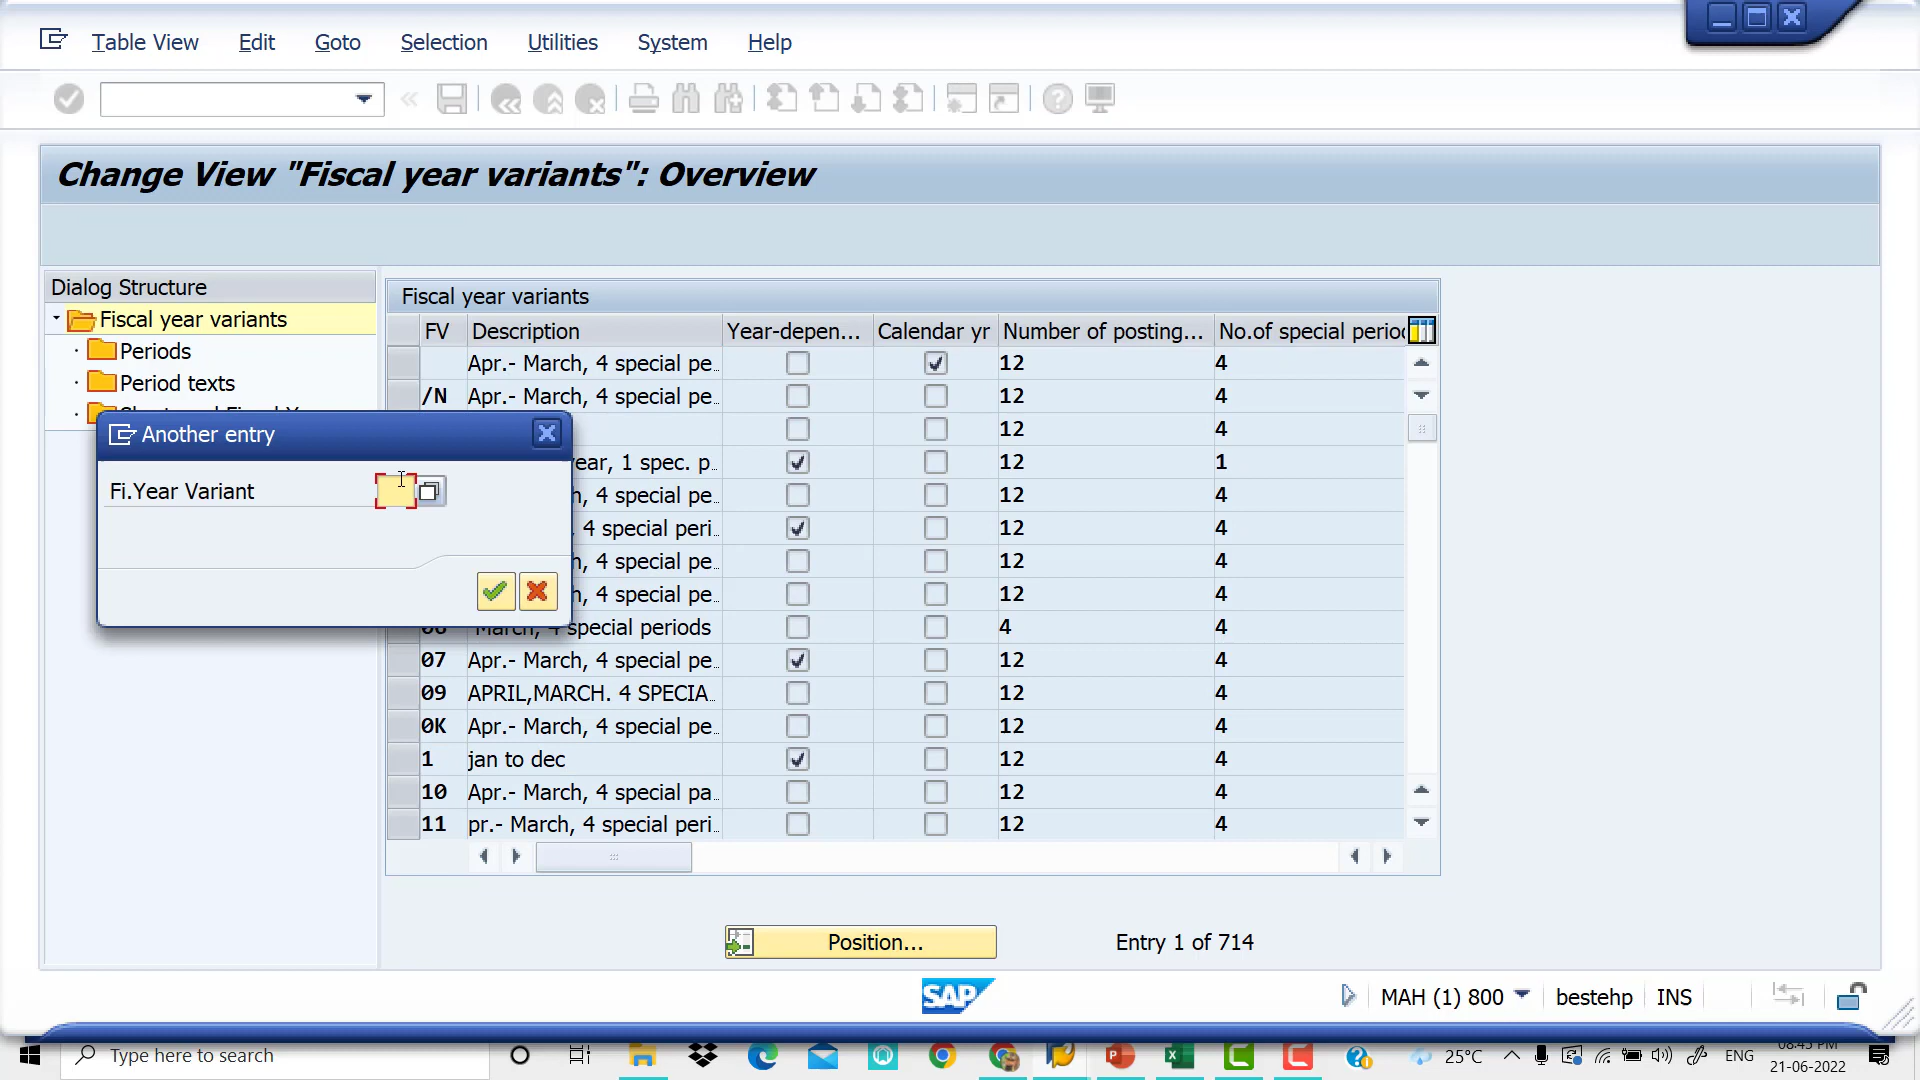 Table View Edit Goto Selection Utilities System Help
Change View "Fiscal year variants": Overview
Dialog Structure
Fiscal year variants
Periods
Period texts
Another entry
Fi.Year Variant
Fiscal year variants
FV Description Year-depen... Calendar yr Number of posting... No.of special period
Apr.- March, 4 special pe.. 12 4
/N Apr.- March, 4 special pe.. 12 4
12 4
ear, 1 spec. p.. 12 1
h, 4 special pe.. 12 4
, 4 special peri.. 12 4
h, 4 special pe.. 12 4
h, 4 special pe.. 12 4
March, 4 special periods 4 4
07 Apr.- March, 4 special pe.. 12 4
09 APRIL,MARCH. 4 SPECIA.. 12 4
0K Apr.- March, 4 special pe.. 12 4
1 jan to dec 12 4
10 Apr.- March, 4 special pa.. 12 4
11 pr.- March, 4 special peri.. 12 4
Position... Entry 1 of 714
SAP MAH (1) 800 bestehp INS
Type here to search 25°C ENG 08:45 PM
21-06-2022